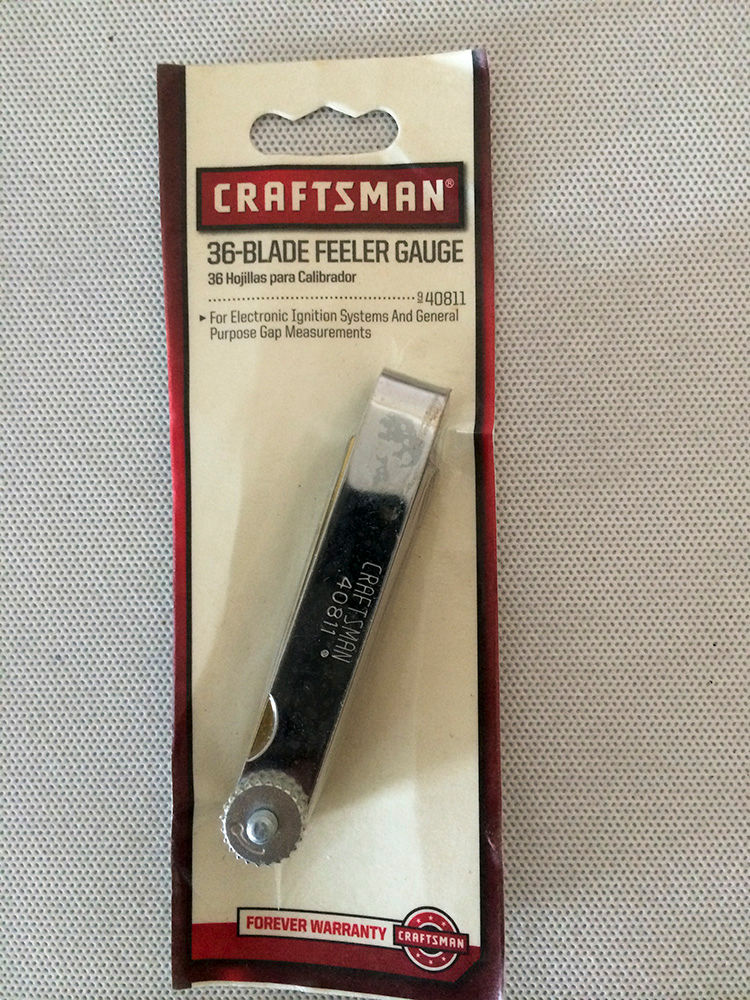 CRAFTSMAN®
36-BLADE FEELER GAUGE
36 Hojillas para Calibrador
40811
▸ For Electronic Ignition Systems And General
Purpose Gap Measurements
CRAFTSMAN
40811
FOREVER WARRANTY
CRAFTSMAN